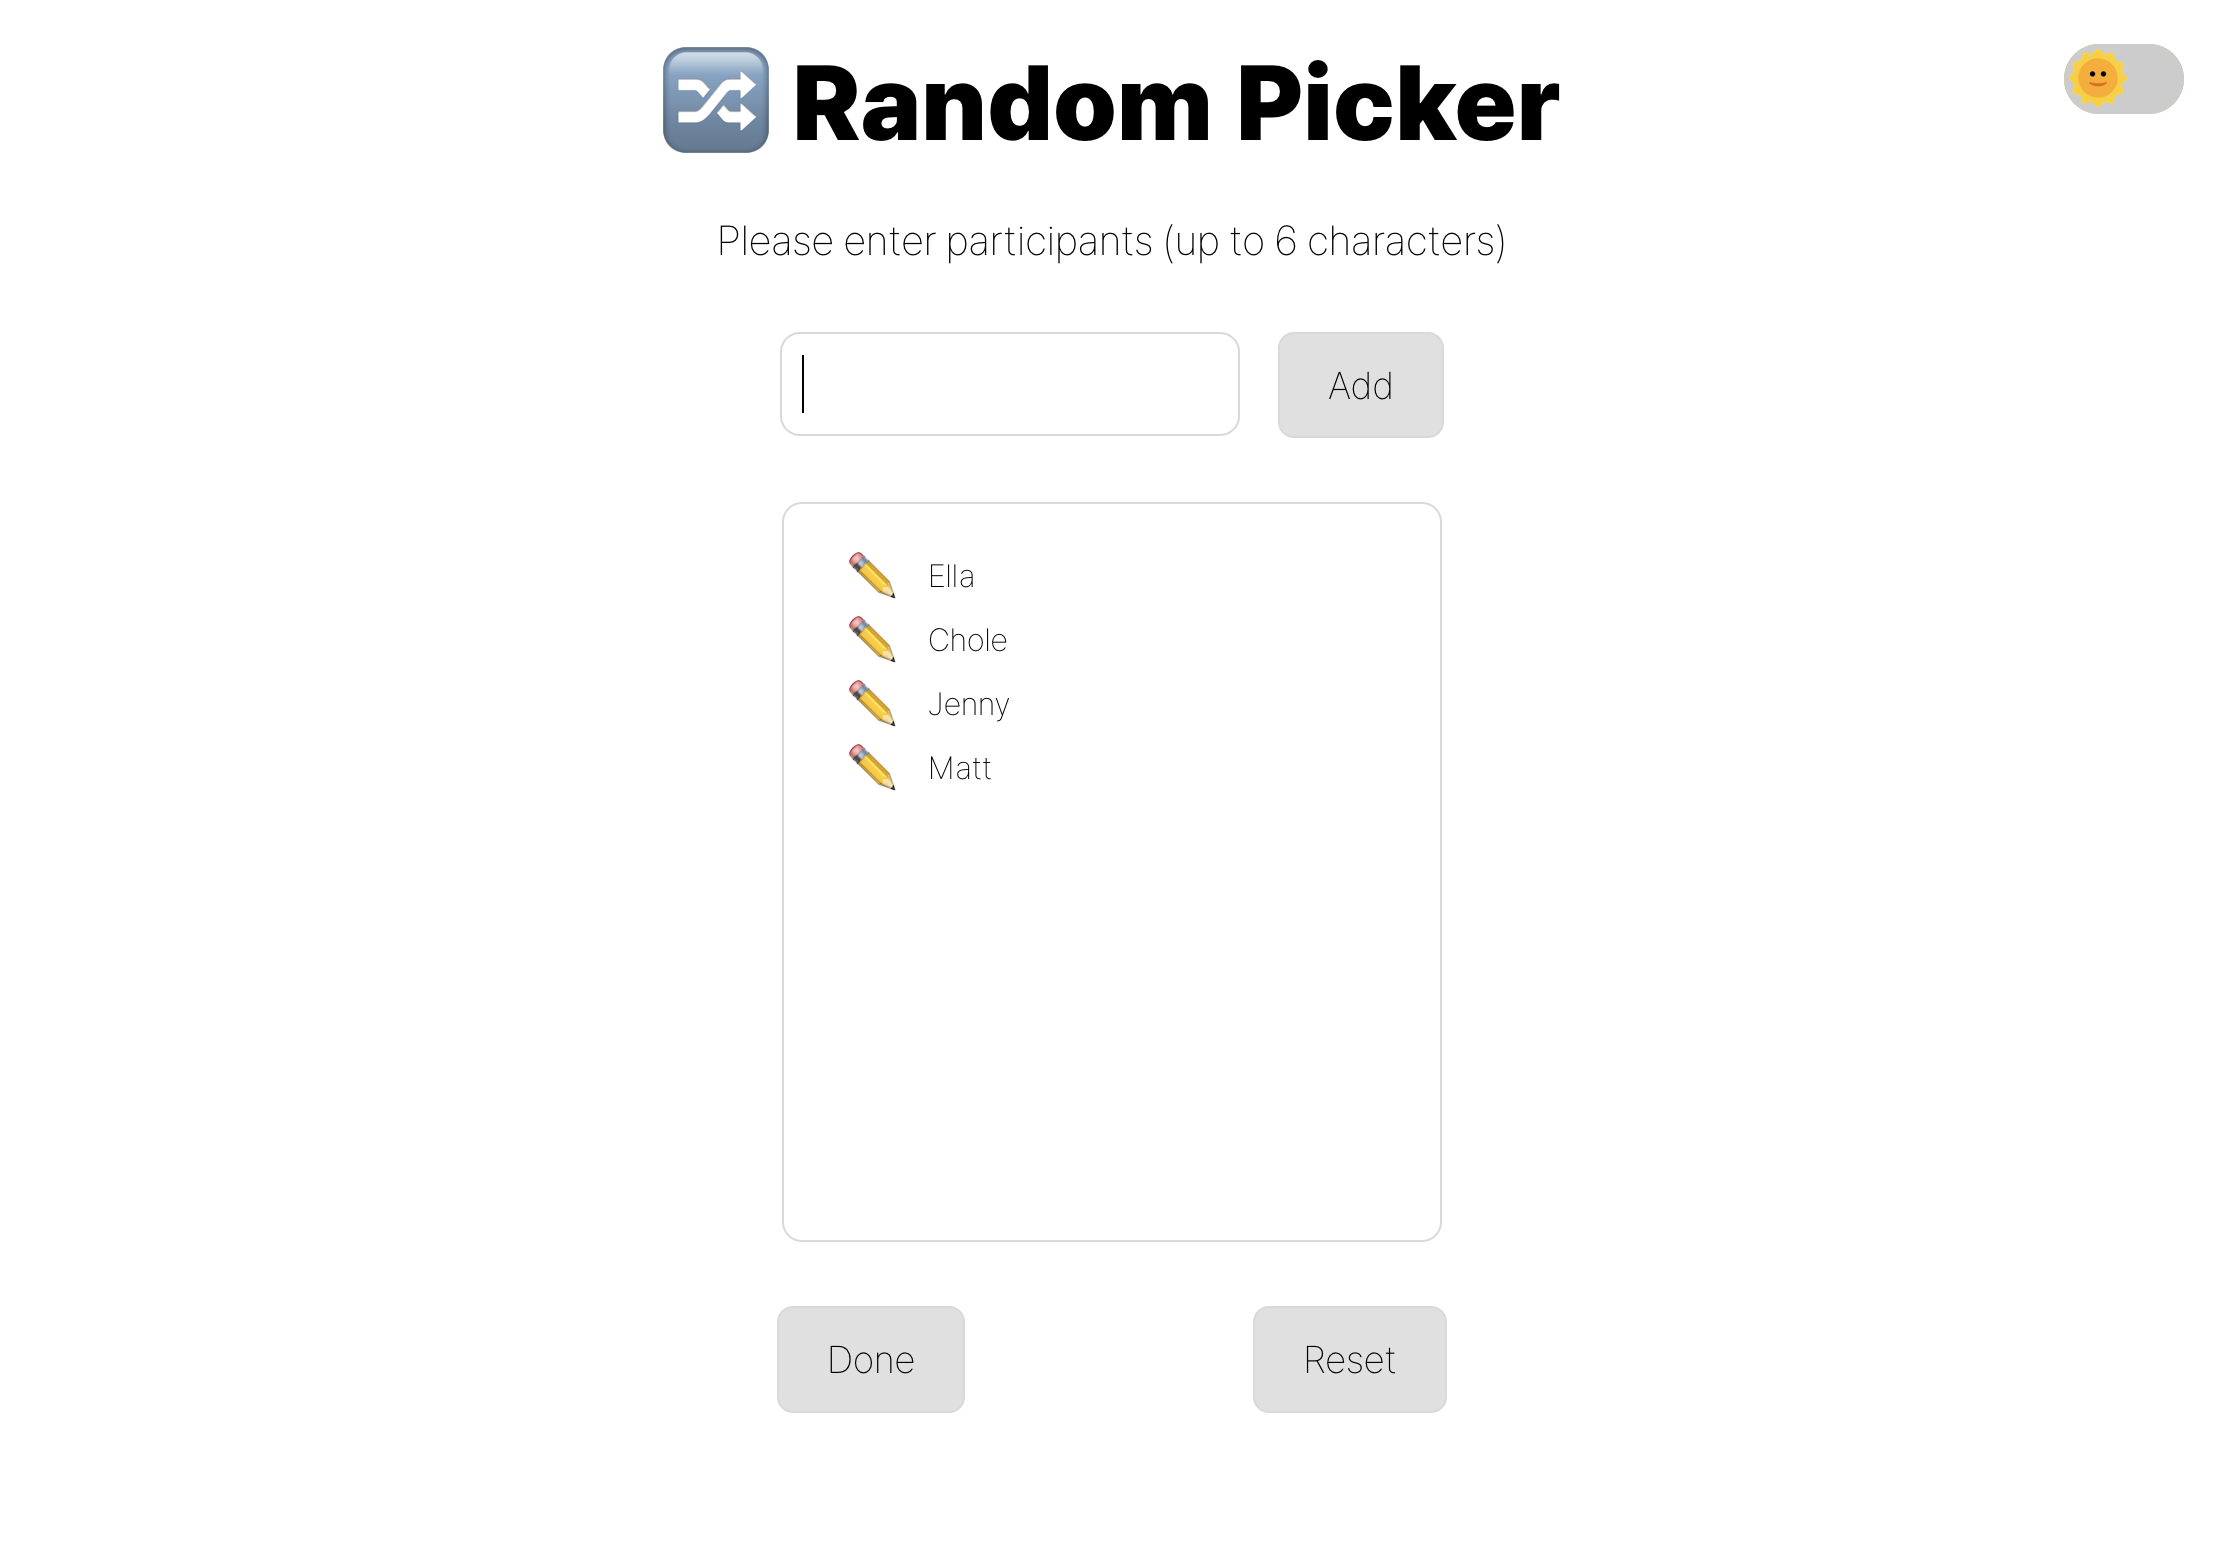 Random Picker
Please enter participants (up to 6 characters)
Add
Ella
Chole
Jenny
Matt
Done
Reset